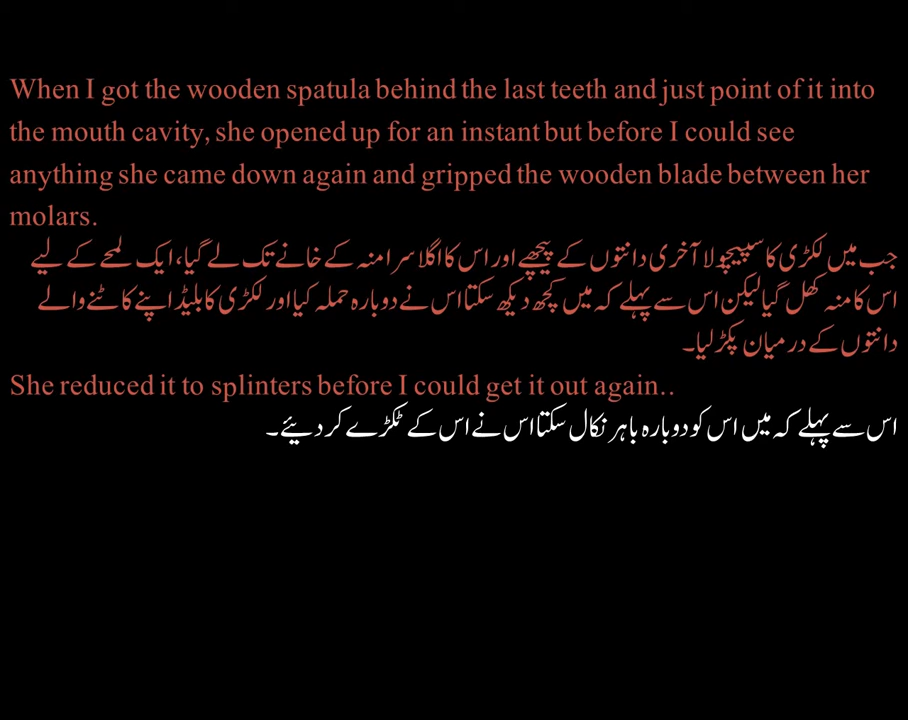 When I got the wooden spatula behind the last teeth and just point of it into
the mouth cavity, she opened up for an instant but before I could see
anything she came down again and gripped the wooden blade between her
molars.
جب میں لکڑی کا سپیچولا آخری دانتوں کے پیچھے اور اس کا اگلا سرا منہ کے خانے تک لے گیا، ایک لمحے کے لیے
اس کا منہ کھل گیا لیکن اس سے پہلے کہ میں کچھ دیکھ سکتا اس نے دوبارہ حملہ کیا اور لکڑی کا بلیڈ اپنے کاٹنے والے
دانتوں کے درمیان پکڑ لیا۔
She reduced it to splinters before I could get it out again..
اس سے پہلے کہ میں اس کو دوبارہ باہر نکال سکتا اس نے اس کے ٹکڑے کر دیئے۔